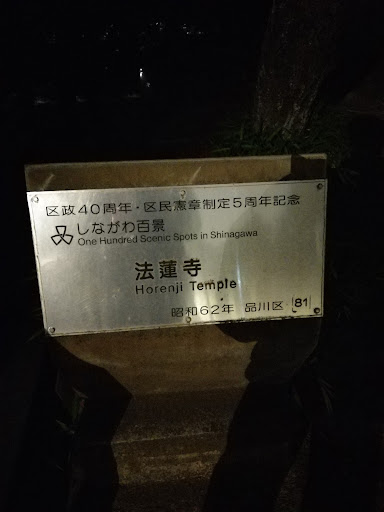 区政40周年・区民憲章制定5周年記念
しながわ百景
One Hundred Scenic Spots in Shinagawa
法蓮寺
Horenji Temple
昭和62年 品川区 81